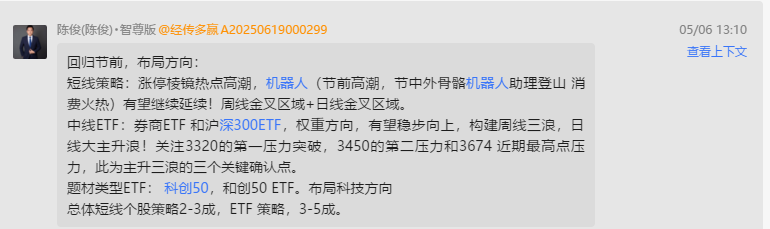 陈俊(陈俊)·智尊版 @经传多赢 A20250619000299 05/06 13:10
查看上下文
回归节前，布局方向：
短线策略：涨停棱镜热点高潮，机器人（节前高潮，节中外骨骼机器人助理登山 消
费火热）有望继续延续！周线金叉区域+日线金叉区域。
中线ETF：券商ETF 和沪深300ETF，权重方向，有望稳步向上，构建周线三浪，日
线大主升浪！关注3320的第一压力突破，3450的第二压力和3674 近期最高点压
力，此为主升三浪的三个关键确认点。
题材类型ETF： 科创50，和创50 ETF。布局科技方向
总体短线个股策略2-3成，ETF 策略，3-5成。